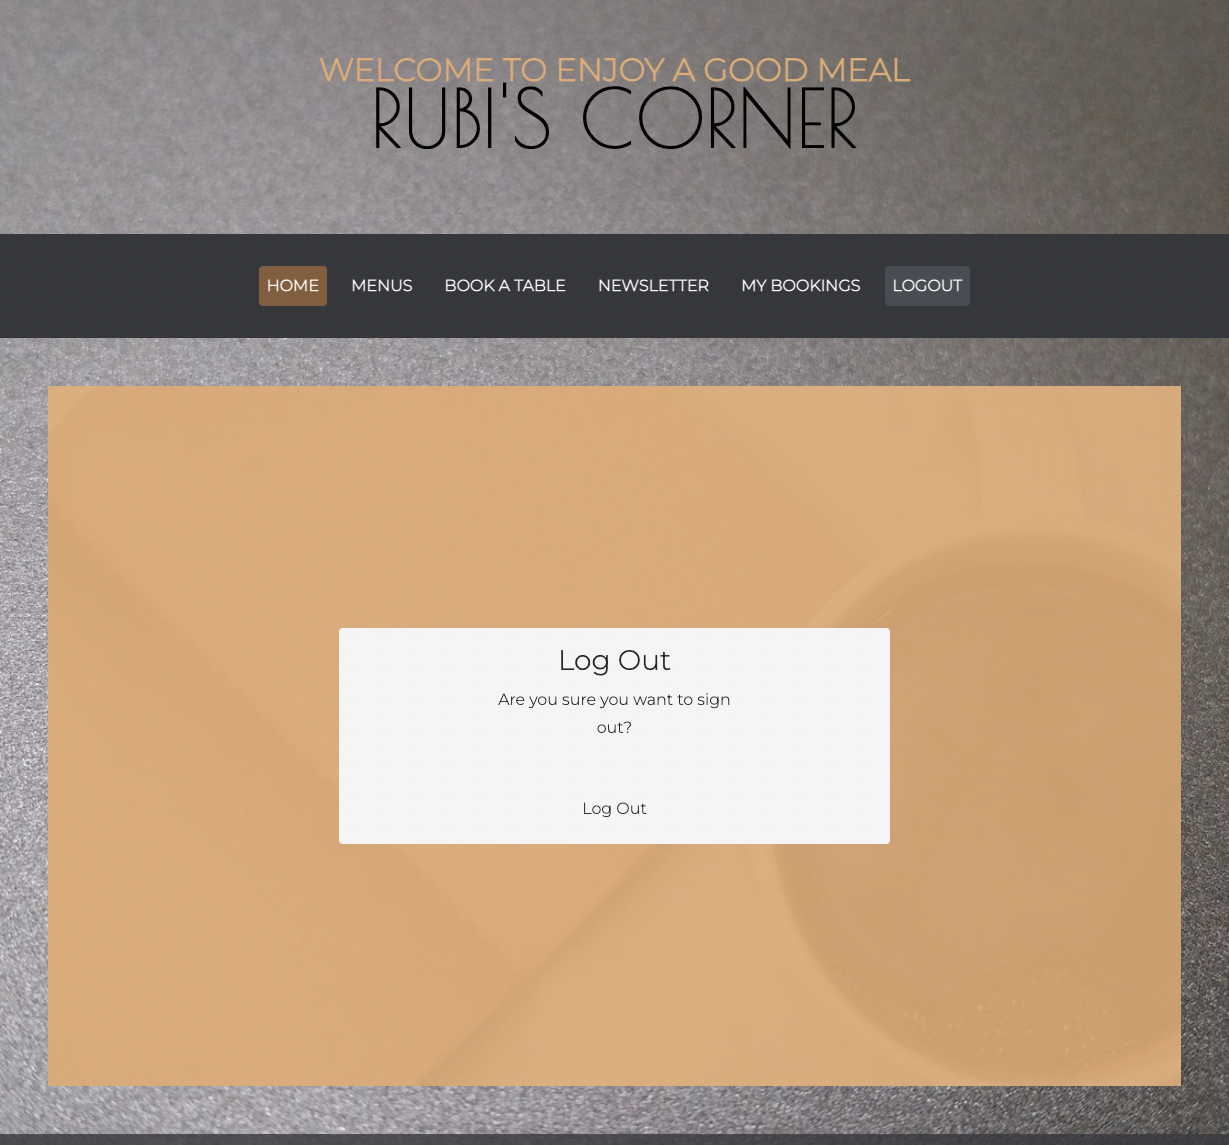 WELCOME TO ENJOY A GOOD MEAL
RUBI'S CORNER
HOME MENUS BOOK A TABLE NEWSLETTER MY BOOKINGS LOGOUT
Log Out
Are you sure you want to sign
out?
Log Out